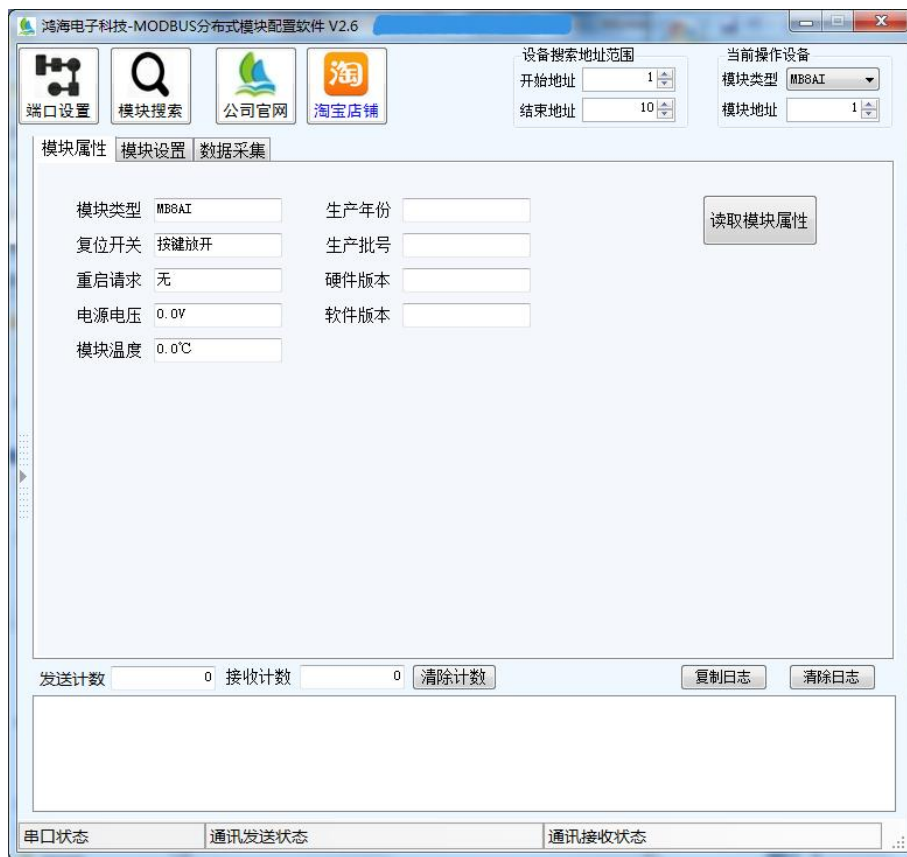 鸿海电子科技-MODBUS分布式模块配置软件 V2.6
端口设置 模块搜索 公司官网 淘 淘宝店铺
设备搜索地址范围
开始地址 1
结束地址 10
当前操作设备
模块类型 MB8AI
模块地址 1
模块属性 模块设置 数据采集
模块类型 MB8AI 生产年份 读取模块属性
复位开关 按键放开 生产批号
重启请求 无 硬件版本
电源电压 0.0V 软件版本
模块温度 0.0℃
发送计数 0 接收计数 0 清除计数 复制日志 清除日志
串口状态 通讯发送状态 通讯接收状态